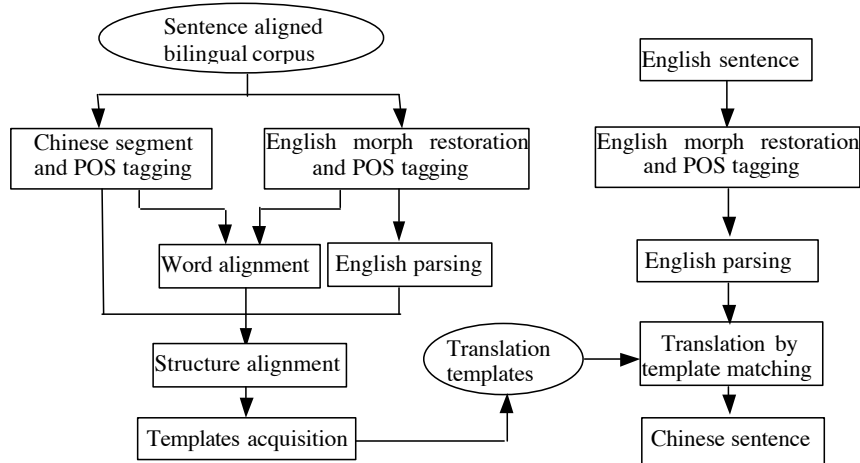 Sentence aligned
bilingual corpus
Chinese segment
and POS tagging
English morph restoration
and POS tagging
Word alignment
English parsing
Structure alignment
Templates acquisition
Translation
templates
English sentence
English morph restoration
and POS tagging
English parsing
Translation by
template matching
Chinese sentence